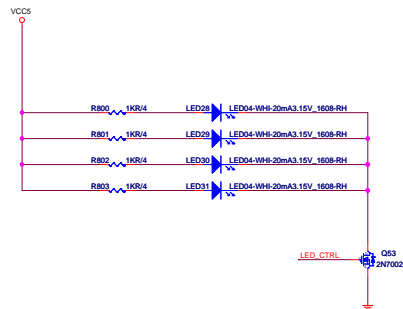 VCC5
R800 1KR/4 LED28 LED04-WHI-20mA3.15V_1608-RH
R801 1KR/4 LED29 LED04-WHI-20mA3.15V_1608-RH
R802 1KR/4 LED30 LED04-WHI-20mA3.15V_1608-RH
R803 1KR/4 LED31 LED04-WHI-20mA3.15V_1608-RH
LED_CTRL Q53
2N7002